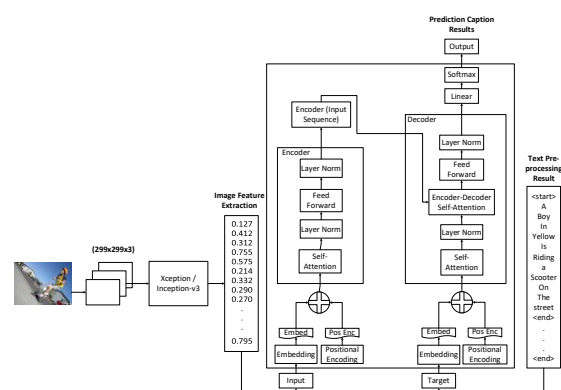 Prediction Caption
Results
Output
Softmax
Linear
Encoder (Input
Sequence)
Decoder
Layer Norm
Feed
Forward
Encoder-Decoder
Self-Attention
Layer Norm
Self-
Attention
Encoder
Layer Norm
Feed
Forward
Layer Norm
Self-
Attention
Text Pre-
processing
Result
<start>
A
Boy
In
Yellow
Is
Riding
a
Scooter
On
The
street
<end>
.
.
.
<end>
Image Feature
Extraction
0.127
0.412
0.312
0.755
0.575
0.214
0.332
0.290
0.270
.
.
.
0.795
(299x299x3)
Xception /
Inception-v3
Embed
Pos Enc
Embedding
Positional
Encoding
Input
Embed
Pos Enc
Embedding
Positional
Encoding
Target